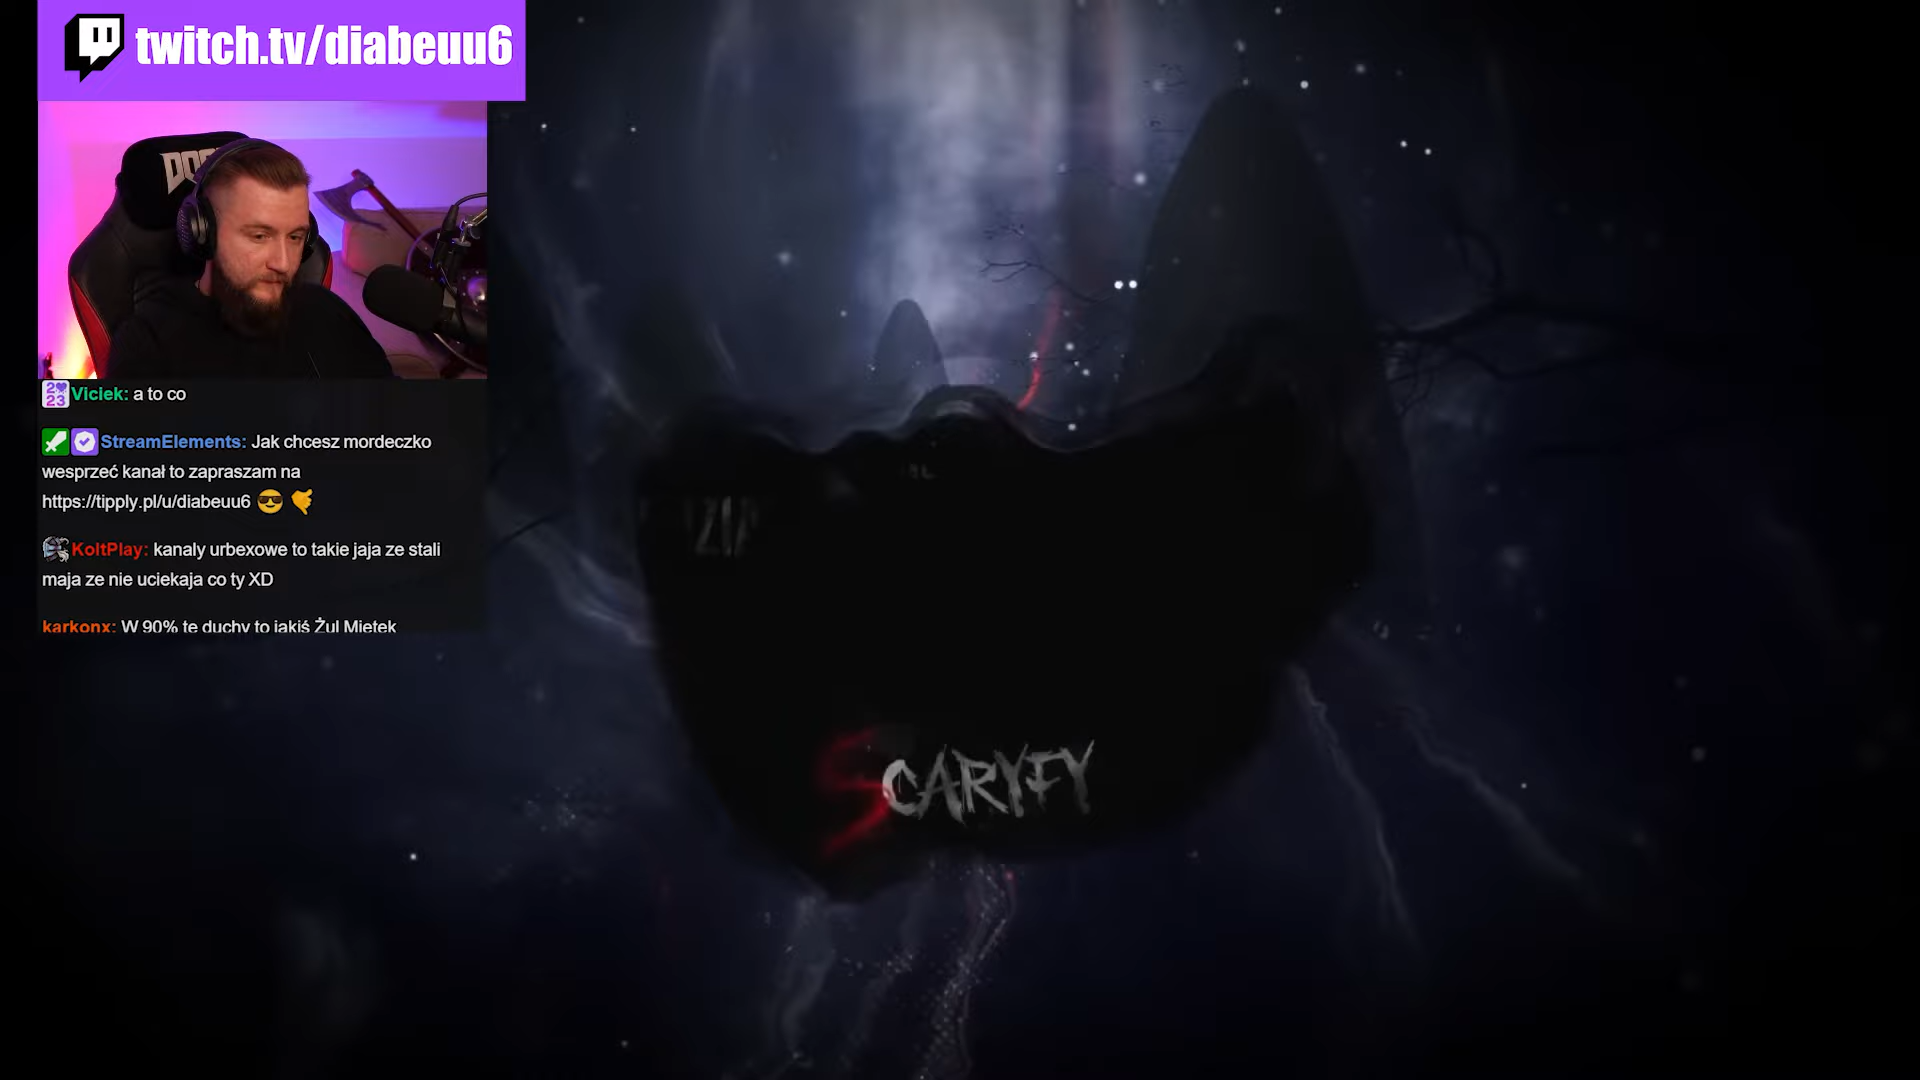 twitch.tv/diabeuu6
Viciek: a to co
StreamElements: Jak chcesz mordeczko
wesprzeć kanał to zapraszam na
https://tipply.pl/u/diabeuu6 😎 🤙
KoltPlay: kanaly urbexowe to takie jaja ze stali
maja ze nie uciekaja co ty XD
karkonx: W 90% te duchy to jakiś Żul Mietek
SCARYFY